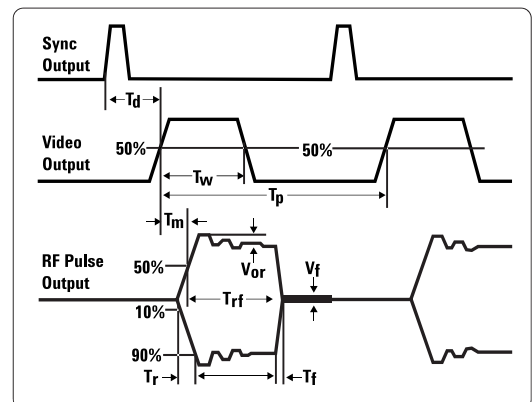 Sync
Output
Td
Video
Output
50%
50%
Tw
Tp
Tm
RF Pulse
Output
50%
Vor
Vf
Trf
10%
90%
Tr
Tf